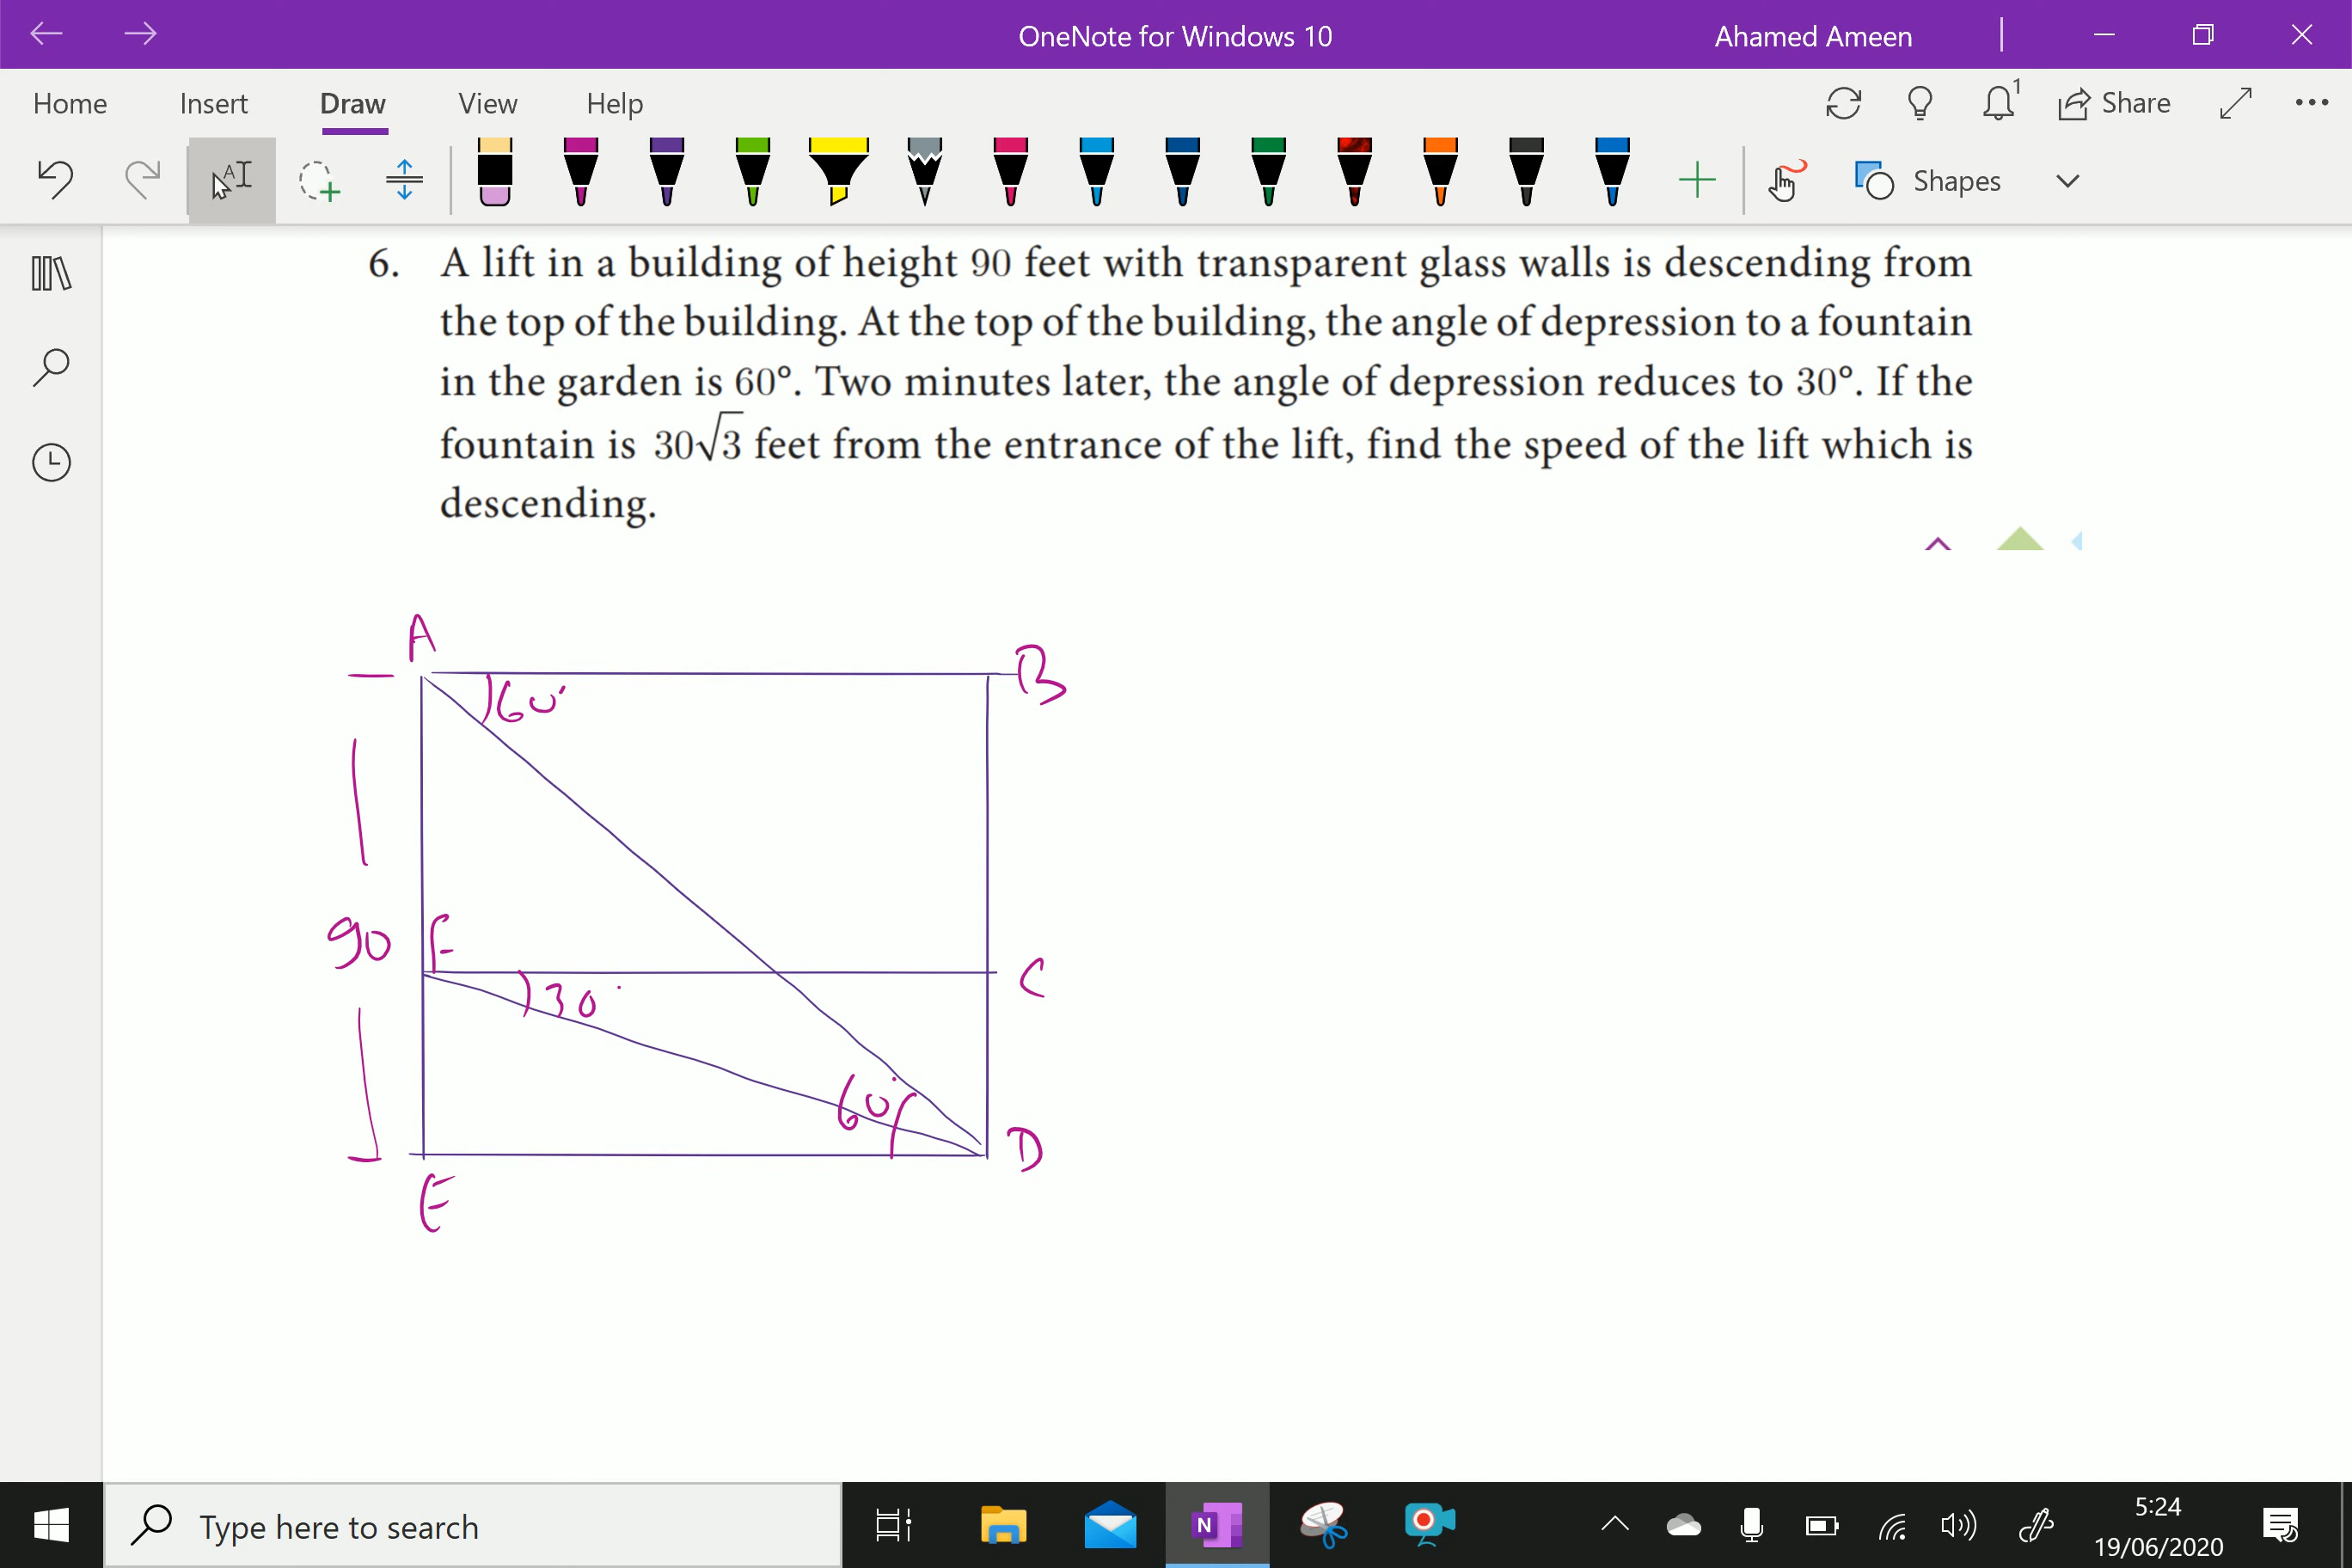 OneNote for Windows 10
Ahamed Ameen
Home Insert Draw View Help
1 Share
Shapes
6. A lift in a building of height 90 feet with transparent glass walls is descending from
the top of the building. At the top of the building, the angle of depression to a fountain
in the garden is 60°. Two minutes later, the angle of depression reduces to 30°. If the
fountain is 30√3 feet from the entrance of the lift, find the speed of the lift which is
descending.
A
B
60°
90
F
C
30°
60°
D
E
Type here to search
N
5:24
19/06/2020